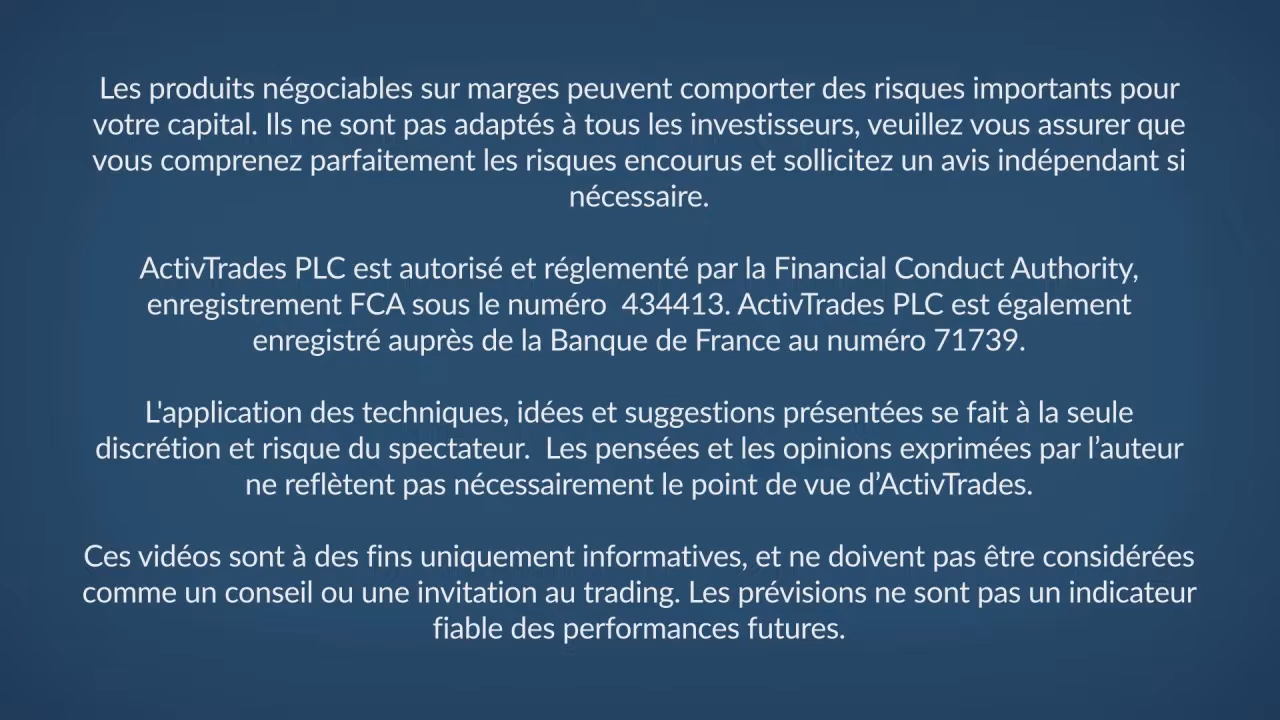 Les produits négociables sur marges peuvent comporter des risques importants pour
votre capital. Ils ne sont pas adaptés à tous les investisseurs, veuillez vous assurer que
vous comprenez parfaitement les risques encourus et sollicitez un avis indépendant si
nécessaire.
ActivTrades PLC est autorisé et réglementé par la Financial Conduct Authority,
enregistrement FCA sous le numéro  434413. ActivTrades PLC est également
enregistré auprès de la Banque de France au numéro 71739.
L'application des techniques, idées et suggestions présentées se fait à la seule
discrétion et risque du spectateur.  Les pensées et les opinions exprimées par l’auteur
ne reflètent pas nécessairement le point de vue d’ActivTrades.
Ces vidéos sont à des fins uniquement informatives, et ne doivent pas être considérées
comme un conseil ou une invitation au trading. Les prévisions ne sont pas un indicateur
fiable des performances futures.